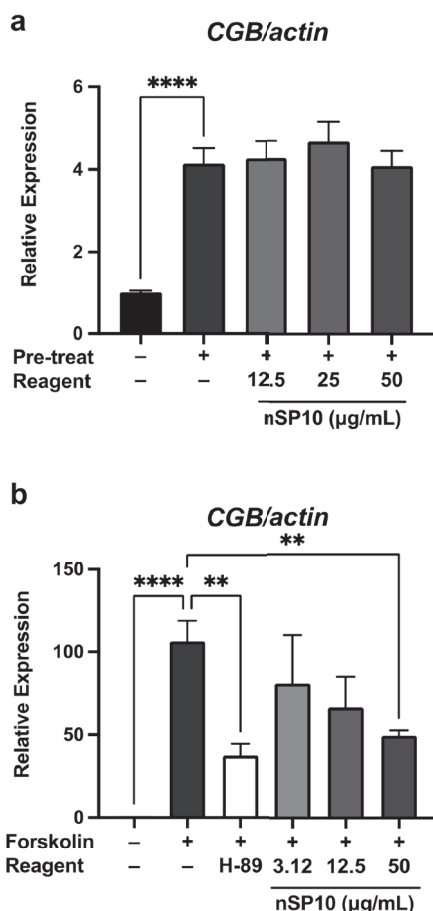 a
CGB/actin
Relative Expression
6
4
2
0
****
Pre-treat – + + + +
Reagent – – 12.5 25 50
nSP10 (µg/mL)
b
CGB/actin
Relative Expression
150
100
50
0
**
**** **
Forskolin – + + + + +
Reagent – – H-89 3.12 12.5 50
nSP10 (µg/mL)